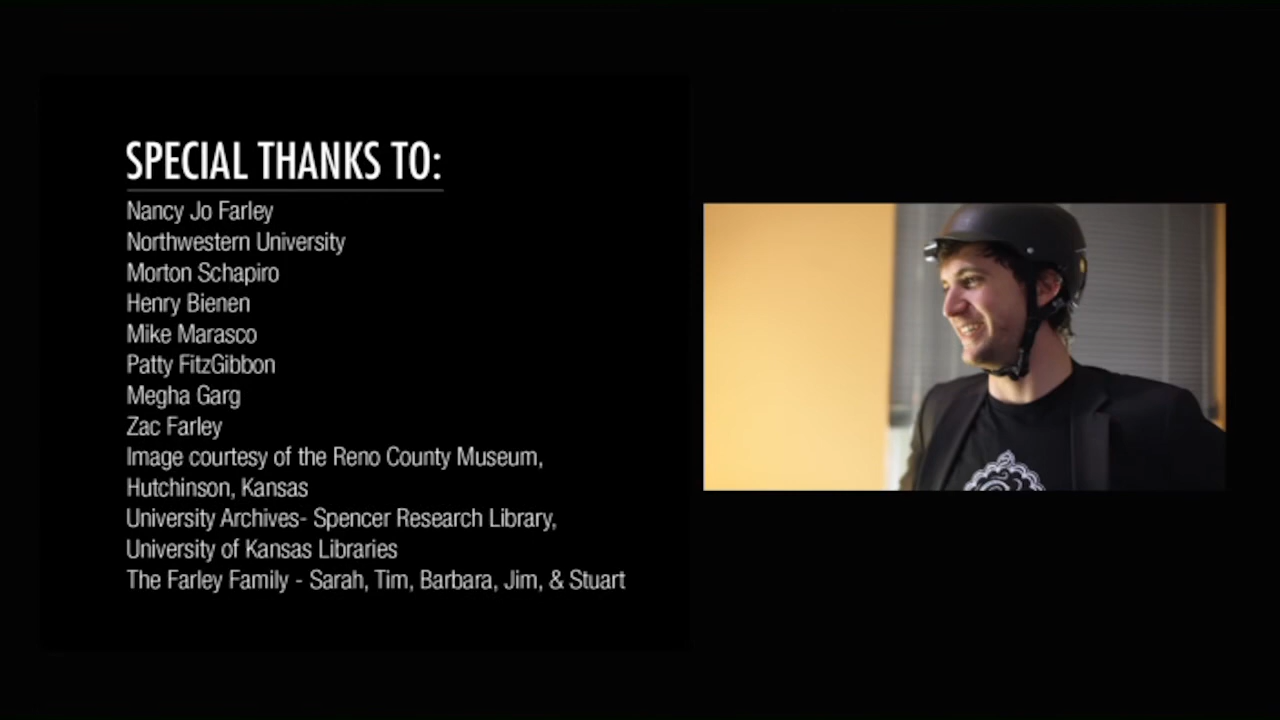 SPECIAL THANKS TO:
Nancy Jo Farley
Northwestern University
Morton Schapiro
Henry Bienen
Mike Marasco
Patty FitzGibbon
Megha Garg
Zac Farley
Image courtesy of the Reno County Museum,
Hutchinson, Kansas
University Archives- Spencer Research Library,
University of Kansas Libraries
The Farley Family - Sarah, Tim, Barbara, Jim, & Stuart